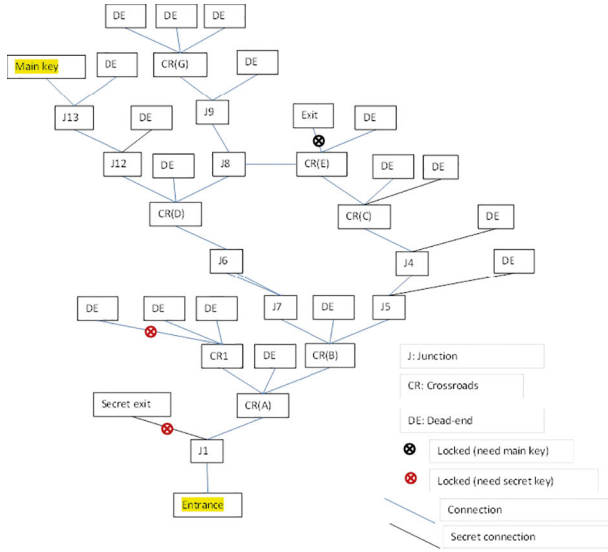 DE
DE
DE
Main key
DE
CR(G)
DE
J13
DE
J9
Exit
DE
J12
DE
J8
CR(E)
DE
DE
CR(D)
CR(C)
DE
J6
J4
DE
DE
DE
DE
J7
DE
J5
CR1
DE
CR(B)
J: Junction
CR: Crossroads
Secret exit
CR(A)
DE: Dead-end
J1
Locked (need main key)
Locked (need secret key)
Entrance
Connection
Secret connection